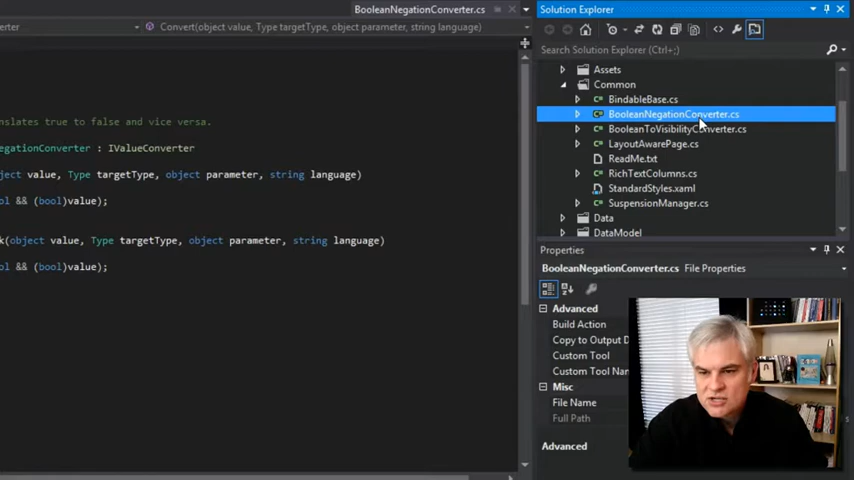 BooleanNegationConverter.cs
Solution Explorer
erter
Convert(object value, Type targetType, object parameter, string language)
Search Solution Explorer (Ctrl+;)
Assets
Common
BindableBase.cs
BooleanNegationConverter.cs
BooleanToVisibilityConverter.cs
LayoutAwarePage.cs
ReadMe.txt
RichTextColumns.cs
StandardStyles.xaml
SuspensionManager.cs
Data
DataModel
nslates true to false and vice versa.
egationConverter : IValueConverter
ject value, Type targetType, object parameter, string language)
ol && (bool)value);
k(object value, Type targetType, object parameter, string language)
ol && (bool)value);
Properties
BooleanNegationConverter.cs File Properties
Advanced
Build Action
Copy to Output D
Custom Tool
Custom Tool Nam
Misc
File Name
Full Path
Advanced